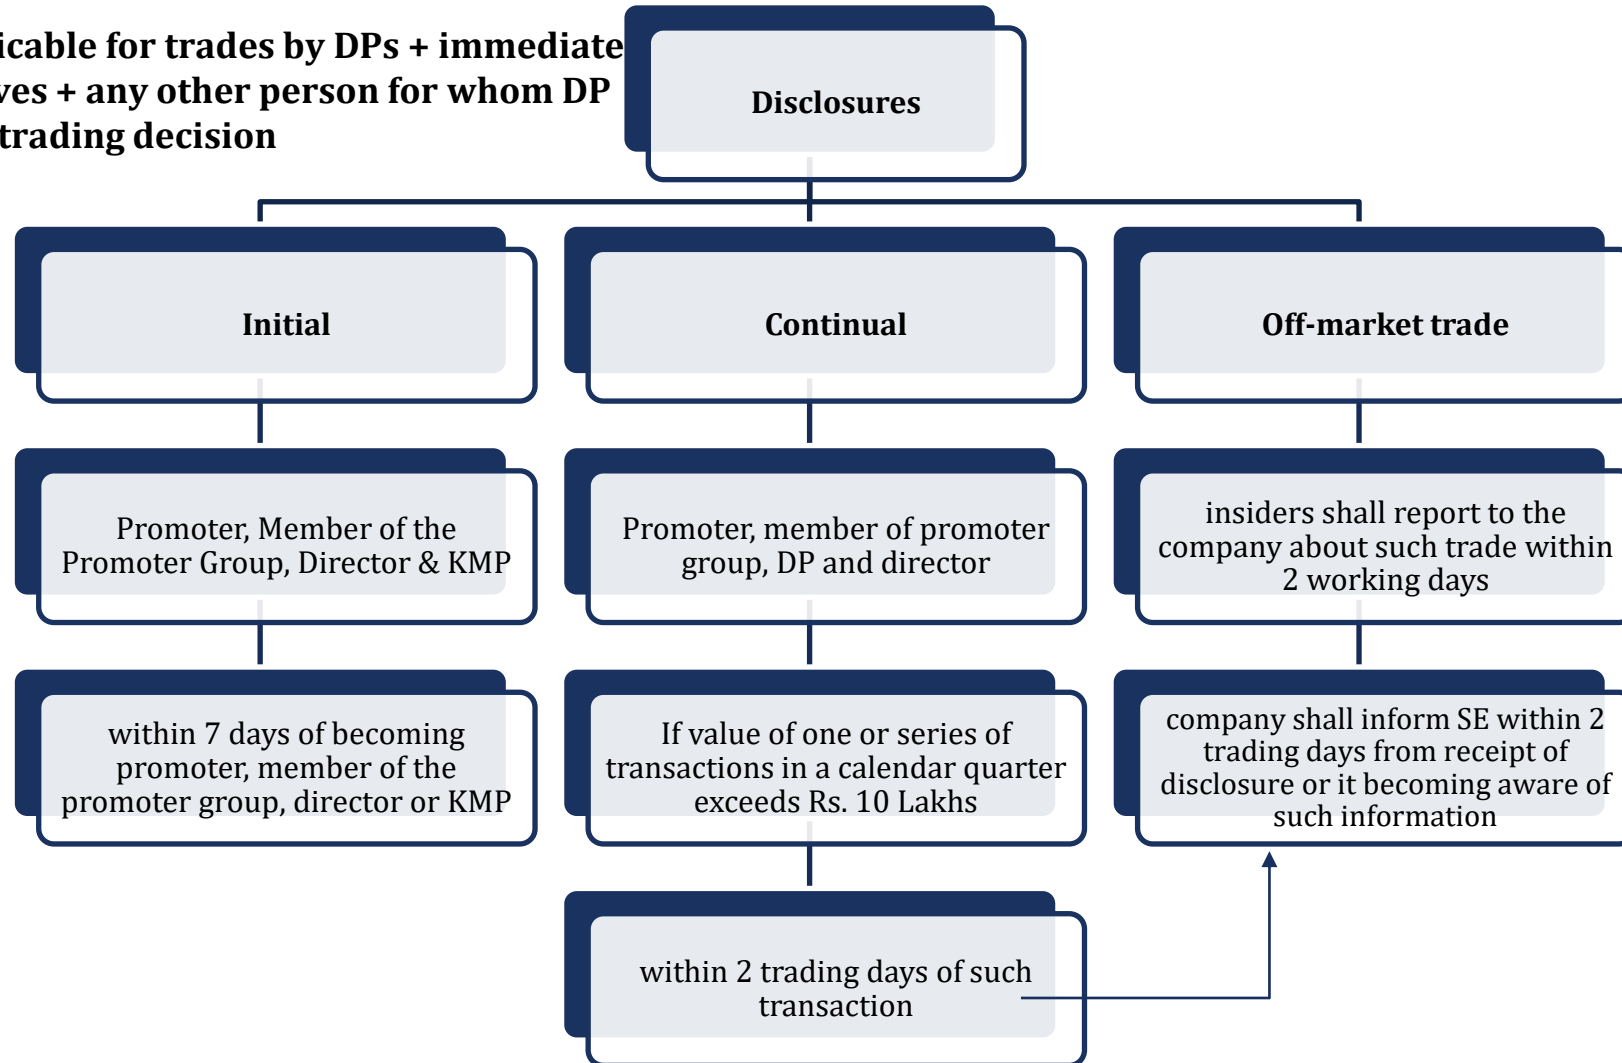 icable for trades by DPs + immediate
ves + any other person for whom DP
trading decision
Disclosures
Initial
Continual
Off-market trade
Promoter, Member of the
Promoter Group, Director & KMP
Promoter, member of promoter
group, DP and director
insiders shall report to the
company about such trade within
2 working days
within 7 days of becoming
promoter, member of the
promoter group, director or KMP
If value of one or series of
transactions in a calendar quarter
exceeds Rs. 10 Lakhs
company shall inform SE within 2
trading days from receipt of
disclosure or it becoming aware of
such information
within 2 trading days of such
transaction